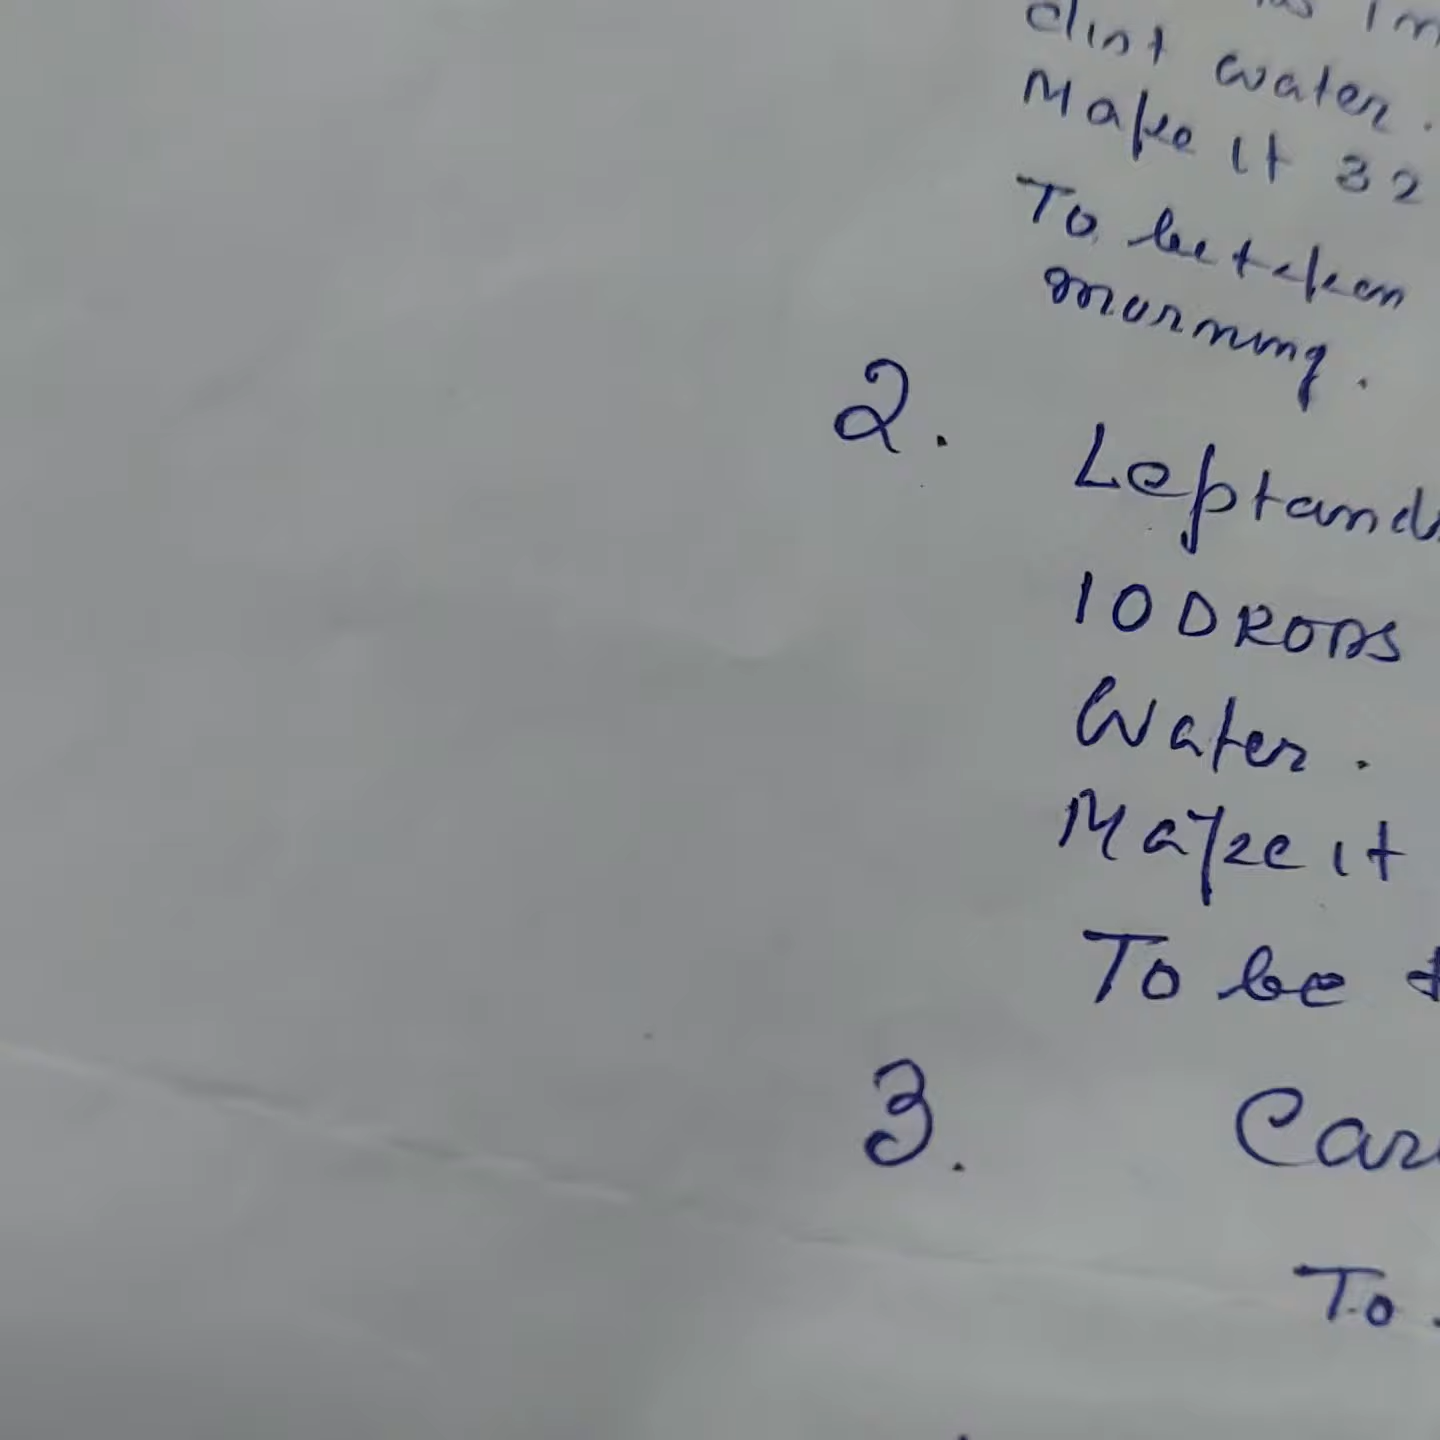 dist water.
Make it 32
To be taken
morning.
2. Leptand
10 DROPS
Water.
Make it
To be t
3. Car
To